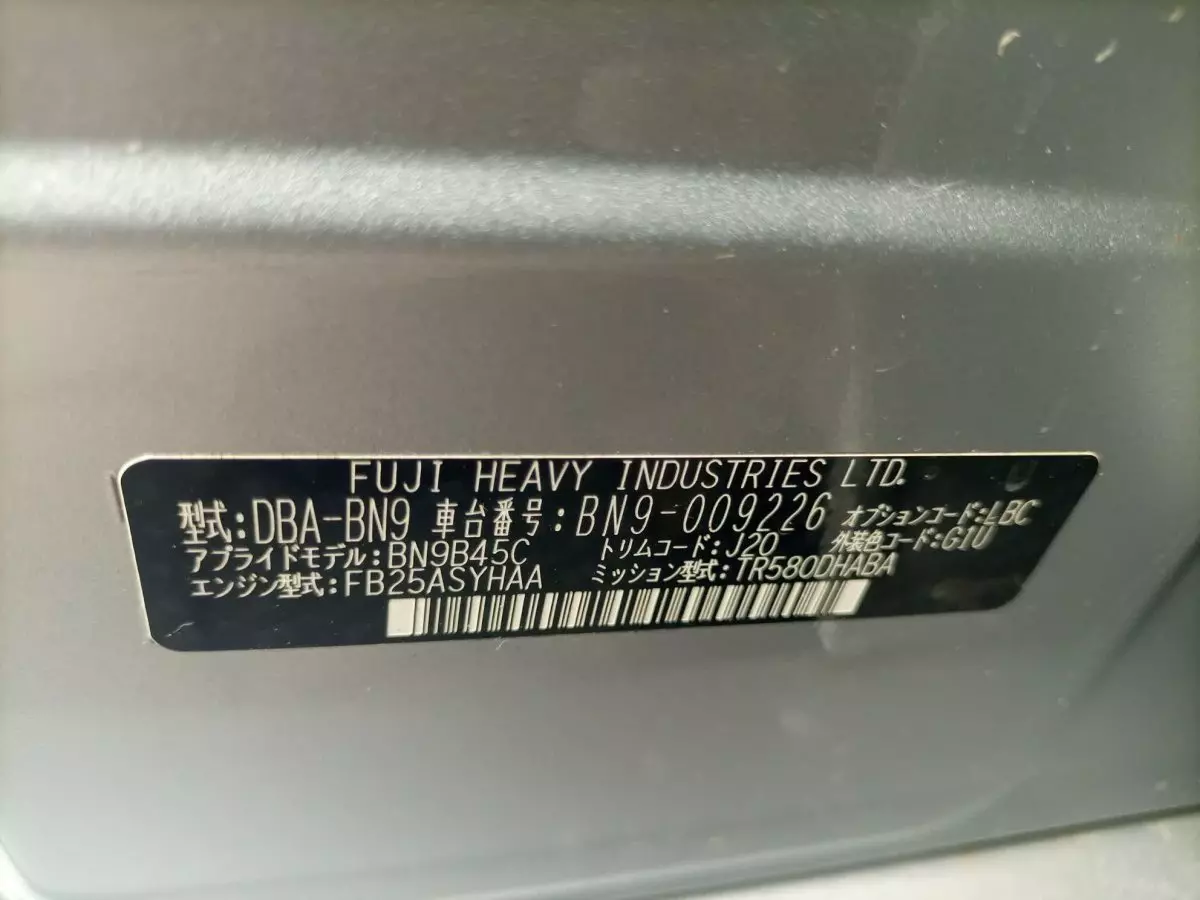 FUJI HEAVY INDUSTRIES LTD.
型式:DBA-BN9 車台番号:BN9-009226 オプションコード:LBC
アプライドモデル:BN9B45C トリムコード:J20 外装色コード:G1U
エンジン型式:FB25ASYHAA ミッション型式:TR580DHABA